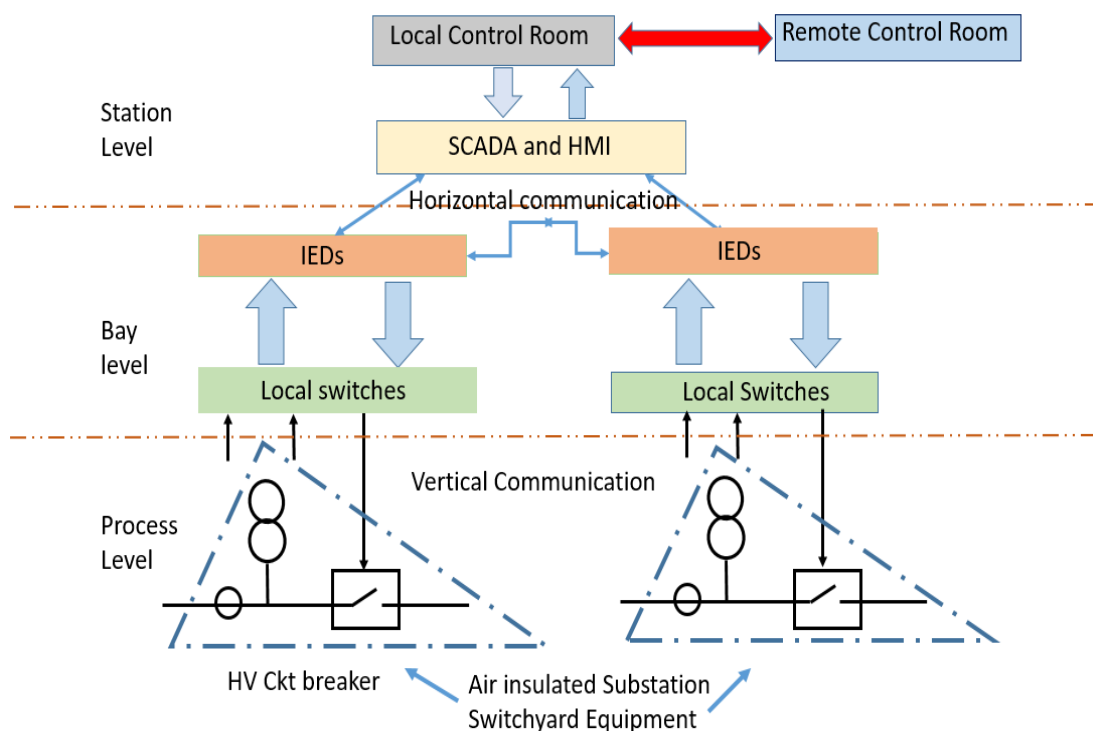 Local Control Room
Remote Control Room
Station
Level
SCADA and HMI
Horizontal communication
IEDs
IEDs
Bay
level
Local switches
Local Switches
Vertical Communication
Process
Level
HV Ckt breaker
Air insulated Substation
Switchyard Equipment